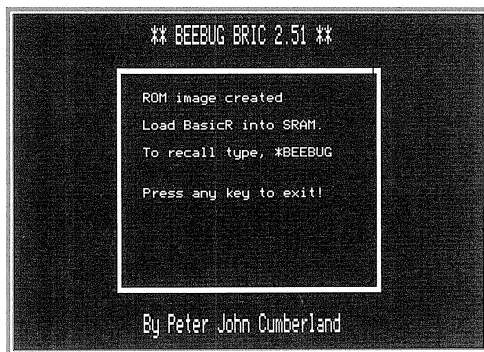 ** BEEBUG BRIC 2.51 **
ROM image created
Load BasicR into SRAM.
To recall type, *BEEBUG
Press any key to exit!
By Peter John Cumberland